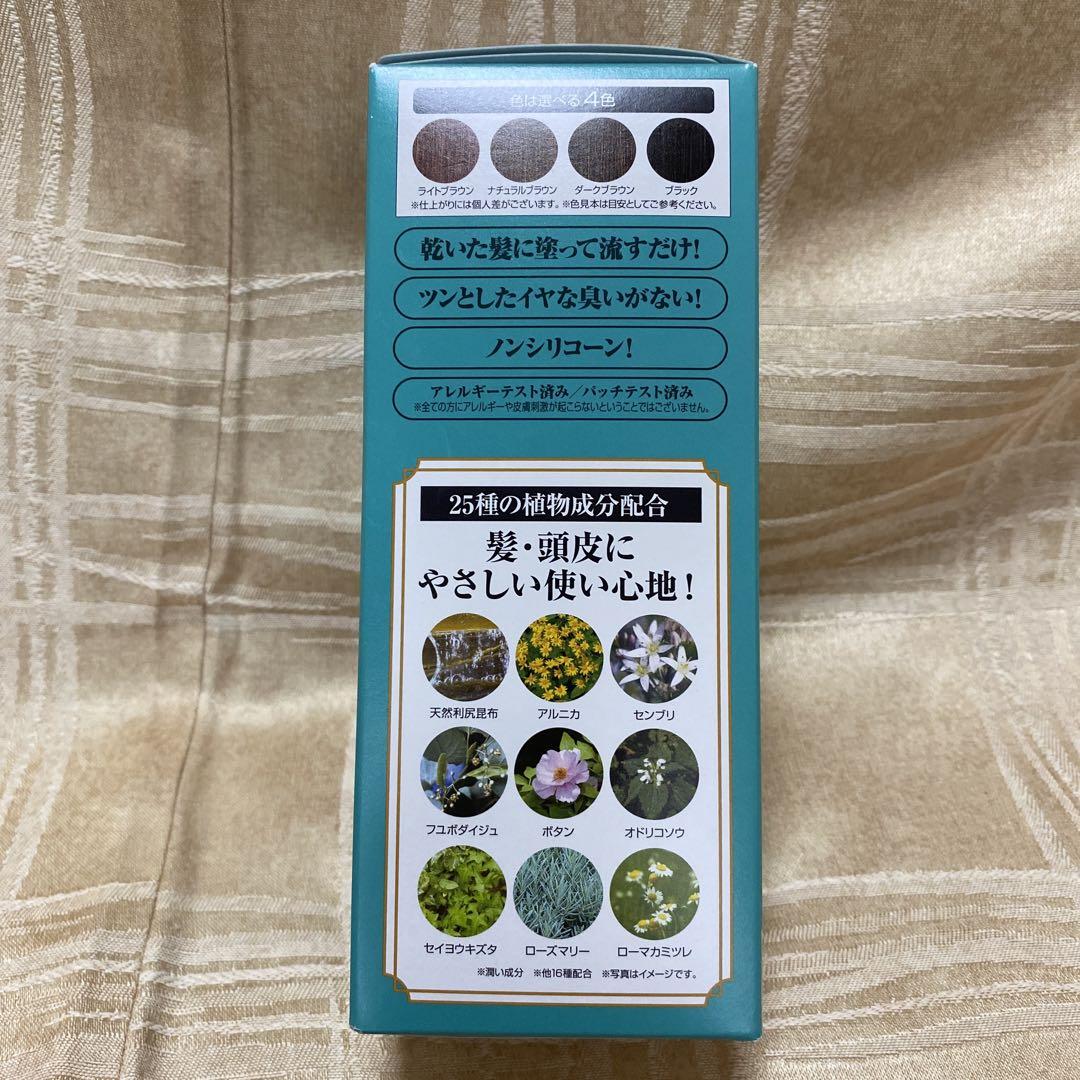 色は選べる4色
ライトブラウン ナチュラルブラウン ダークブラウン ブラック
※仕上がりには個人差がございます。※色見本は目安としてご参考ください。
乾いた髪に塗って流すだけ!
ツンとしたイヤな臭いがない!
ノンシリコーン!
アレルギーテスト済み/パッチテスト済み
※全ての方にアレルギーや皮膚刺激が起こらないということではございません。
25種の植物成分配合
髪・頭皮に
やさしい使い心地!
天然利尻昆布 アルニカ センブリ
フユボダイジュ ボタン オドリコソウ
セイヨウキズタ ローズマリー ローマカミツレ
※潤い成分 ※他16種配合 ※写真はイメージです。